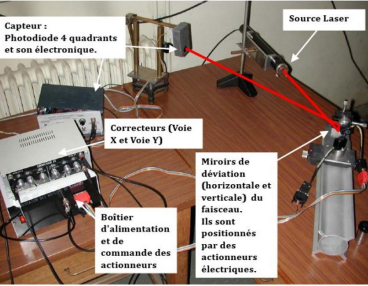 Capteur :
Photodiode 4 quadrants
et son électronique.
Source Laser
Correcteurs (Voie
X et Voie Y)
Miroirs de
déviation
(horizontale et
verticale) du
faisceau.
Ils sont
positionnés
par des
actionneurs
électriques.
Boîtier
d'alimentation
et de
commande des
actionneurs